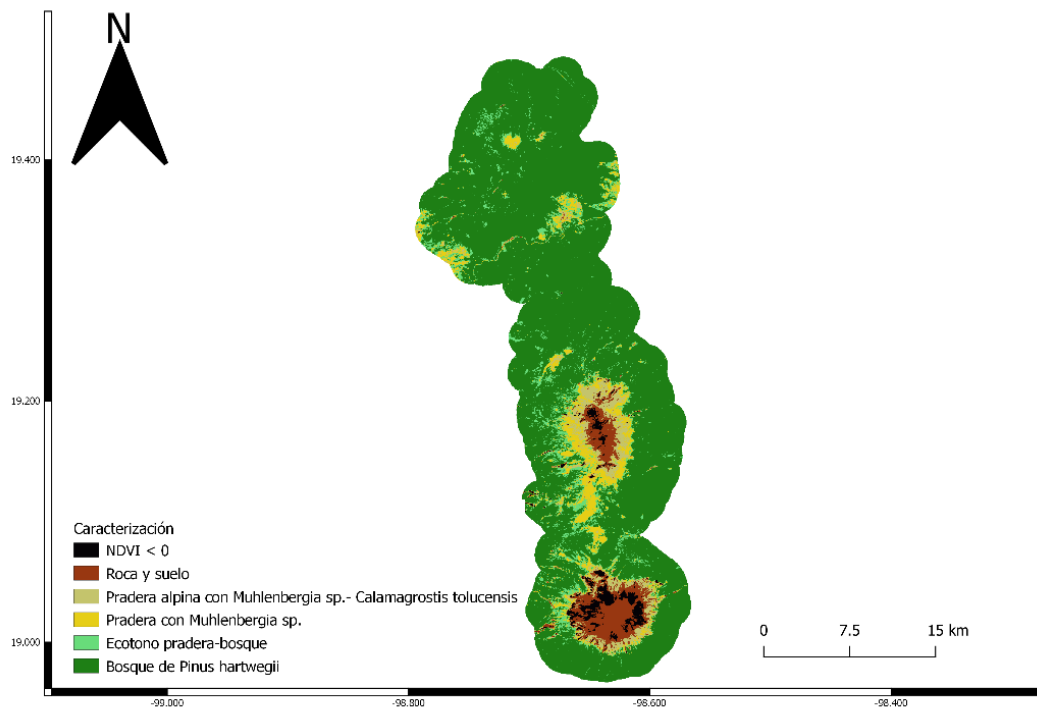 N
19.400
19.200
19.000
Caracterización
NDVI < 0
Roca y suelo
Pradera alpina con Muhlenbergia sp.- Calamagrostis tolucensis
Pradera con Muhlenbergia sp.
Ecotono pradera-bosque
Bosque de Pinus hartwegii
0 7.5 15 km
-99.000 -98.800 -98.600 -98.400